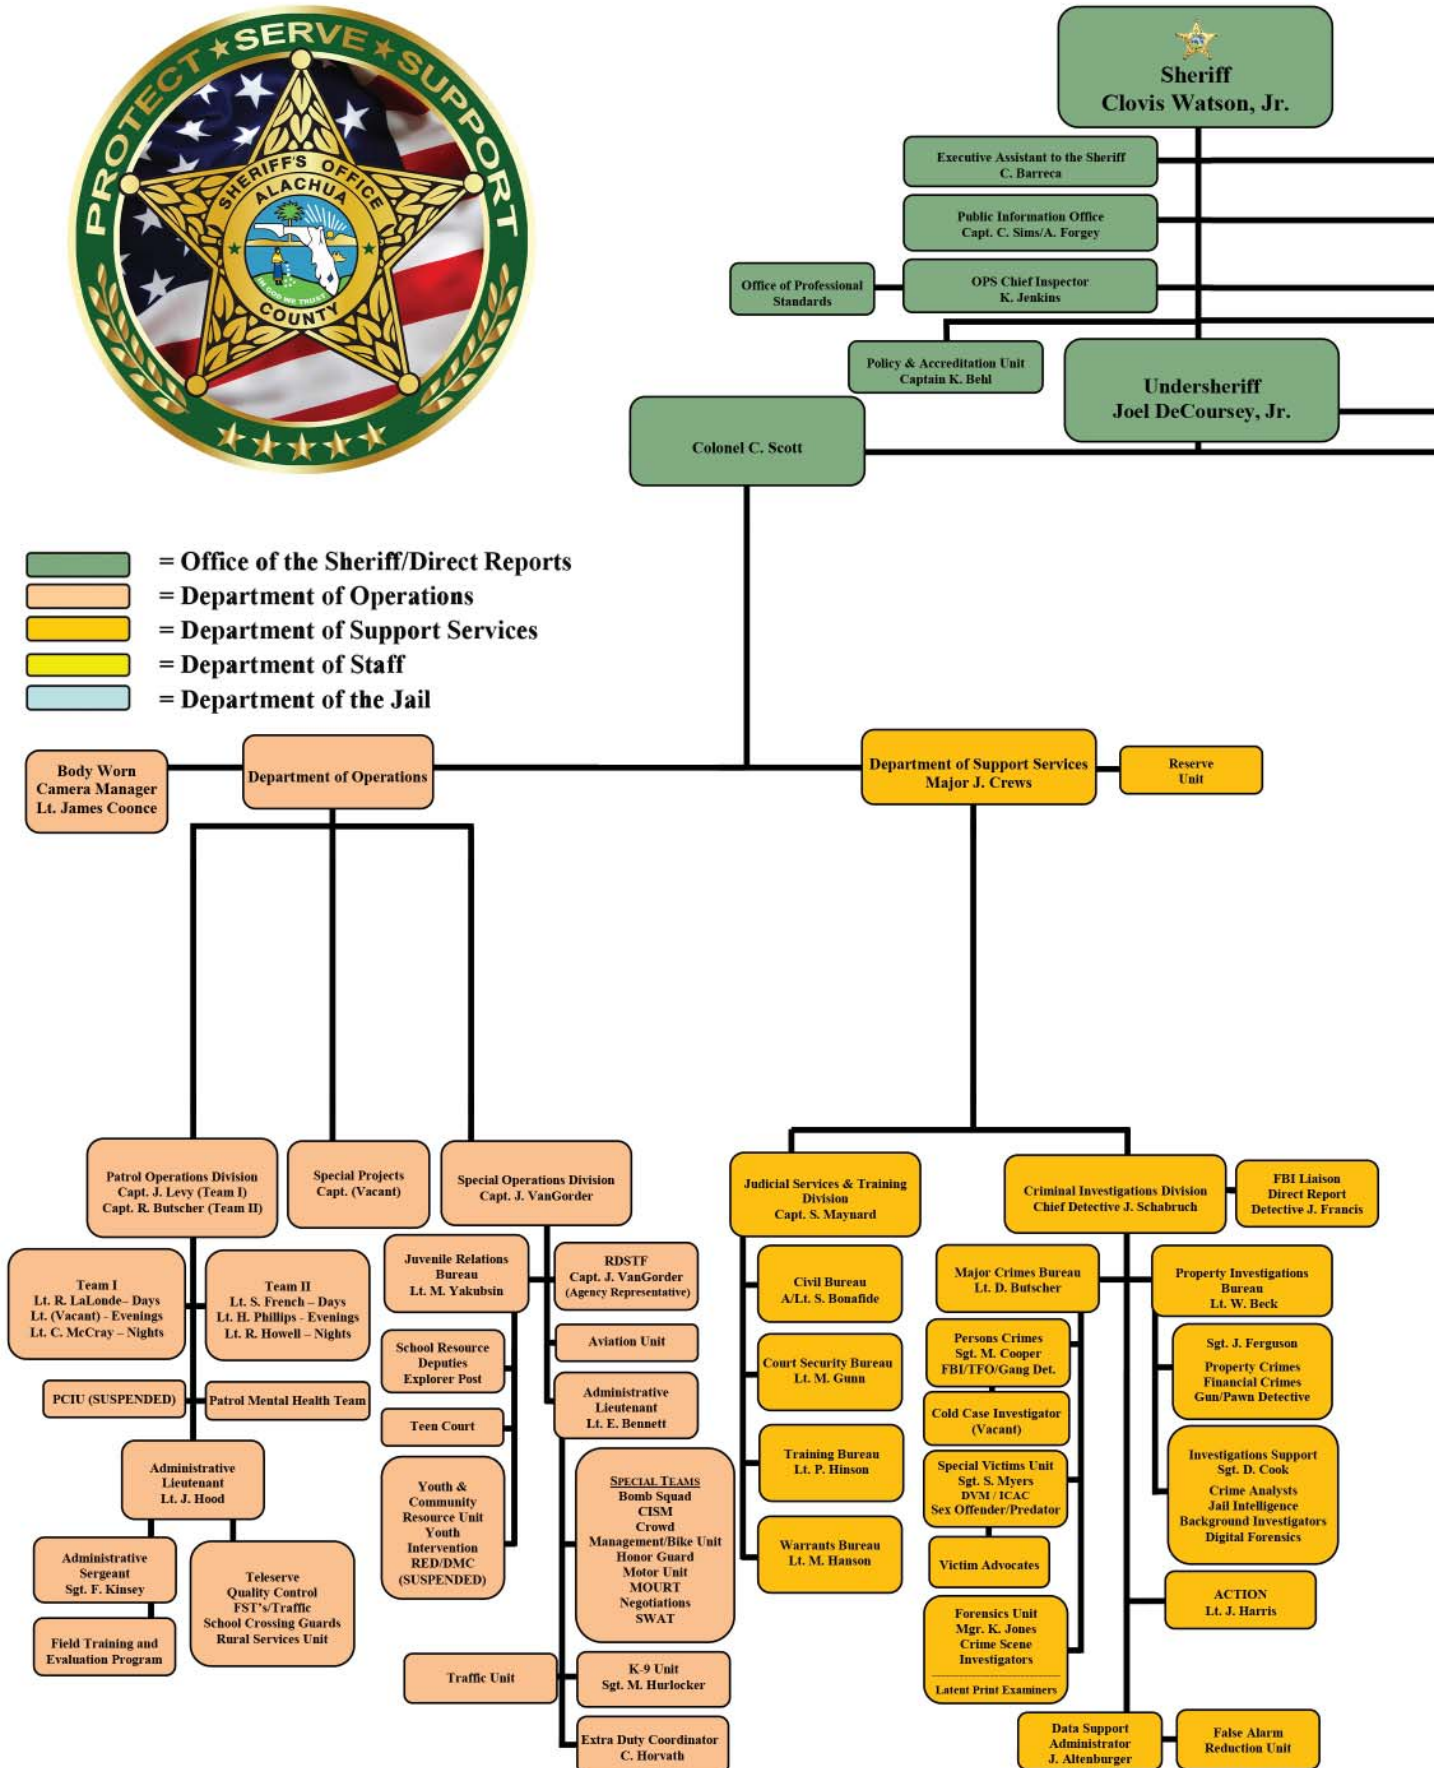 PROTECT ★ SERVE ★ SUPPORT
SHERIFF'S OFFICE
ALACHUA
IN GOD WE TRUST
COUNTY
Sheriff
Clovis Watson, Jr.
Executive Assistant to the Sheriff
C. Barreca
Public Information Office
Capt. C. Sims/A. Forgey
Office of Professional
Standards
OPS Chief Inspector
K. Jenkins
Policy & Accreditation Unit
Captain K. Behl
Undersheriff
Joel DeCoursey, Jr.
Colonel C. Scott
= Office of the Sheriff/Direct Reports
= Department of Operations
= Department of Support Services
= Department of Staff
= Department of the Jail
Body Worn
Camera Manager
Lt. James Coonce
Department of Operations
Department of Support Services
Major J. Crews
Reserve
Unit
Patrol Operations Division
Capt. J. Levy (Team I)
Capt. R. Butscher (Team II)
Special Projects
Capt. (Vacant)
Special Operations Division
Capt. J. VanGorder
Judicial Services & Training
Division
Capt. S. Maynard
Criminal Investigations Division
Chief Detective J. Schabruch
FBI Liaison
Direct Report
Detective J. Francis
Team I
Lt. R. LaLonde– Days
Lt. (Vacant) - Evenings
Lt. C. McCray – Nights
Team II
Lt. S. French – Days
Lt. H. Phillips - Evenings
Lt. R. Howell – Nights
PCIU (SUSPENDED)
Patrol Mental Health Team
Administrative
Lieutenant
Lt. J. Hood
Administrative
Sergeant
Sgt. F. Kinsey
Field Training and
Evaluation Program
Teleserve
Quality Control
FST's/Traffic
School Crossing Guards
Rural Services Unit
Juvenile Relations
Bureau
Lt. M. Yakubsin
School Resource
Deputies
Explorer Post
Teen Court
Youth &
Community
Resource Unit
Youth
Intervention
RED/DMC
(SUSPENDED)
RDSTF
Capt. J. VanGorder
(Agency Representative)
Aviation Unit
Administrative
Lieutenant
Lt. E. Bennett
SPECIAL TEAMS
Bomb Squad
CISM
Crowd
Management/Bike Unit
Honor Guard
Motor Unit
MOURT
Negotiations
SWAT
Traffic Unit
K-9 Unit
Sgt. M. Hurlocker
Extra Duty Coordinator
C. Horvath
Civil Bureau
A/Lt. S. Bonafide
Court Security Bureau
Lt. M. Gunn
Training Bureau
Lt. P. Hinson
Warrants Bureau
Lt. M. Hanson
Major Crimes Bureau
Lt. D. Butscher
Persons Crimes
Sgt. M. Cooper
FBI/TFO/Gang Det.
Cold Case Investigator
(Vacant)
Special Victims Unit
Sgt. S. Myers
DVM / ICAC
Sex Offender/Predator
Victim Advocates
Forensics Unit
Mgr. K. Jones
Crime Scene
Investigators
Latent Print Examiners
Property Investigations
Bureau
Lt. W. Beck
Sgt. J. Ferguson
Property Crimes
Financial Crimes
Gun/Pawn Detective
Investigations Support
Sgt. D. Cook
Crime Analysts
Jail Intelligence
Background Investigators
Digital Forensics
ACTION
Lt. J. Harris
Data Support
Administrator
J. Altenburger
False Alarm
Reduction Unit